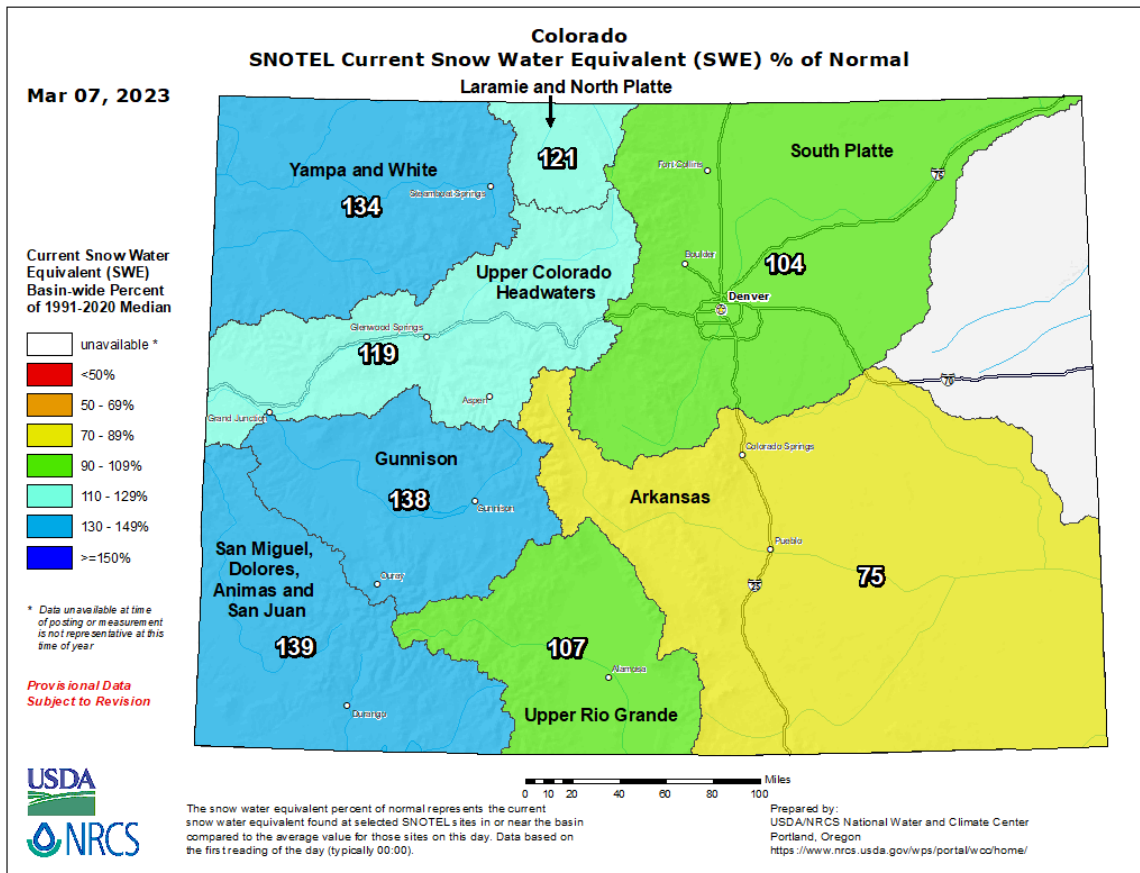 Colorado
SNOTEL Current Snow Water Equivalent (SWE) % of Normal
Mar 07, 2023
Laramie and North Platte
121
Yampa and White
134
Steamboat Springs
South Platte
Fort Collins
76
Boulder
104
Denver
Upper Colorado
Headwaters
Glenwood Springs
119
Aspen
Grand Junction
70
Current Snow Water
Equivalent (SWE)
Basin-wide Percent
of 1991-2020 Median
unavailable *
<50%
50 - 69%
70 - 89%
90 - 109%
110 - 129%
130 - 149%
>=150%
* Data unavailable at time
of posting or measurement
is not representative at this
time of year
Provisional Data
Subject to Revision
Gunnison
138
Gunnison
Ouray
Colorado Springs
Arkansas
Pueblo
75
25
San Miguel,
Dolores,
Animas and
San Juan
139
Durango
107
Alamosa
Upper Rio Grande
Miles
0 10 20 40 60 80 100
USDA
NRCS
The snow water equivalent percent of normal represents the current
snow water equivalent found at selected SNOTEL sites in or near the basin
compared to the average value for those sites on this day. Data based on
the first reading of the day (typically 00:00).
Prepared by:
USDA/NRCS National Water and Climate Center
Portland, Oregon
https://www.nrcs.usda.gov/wps/portal/wcc/home/